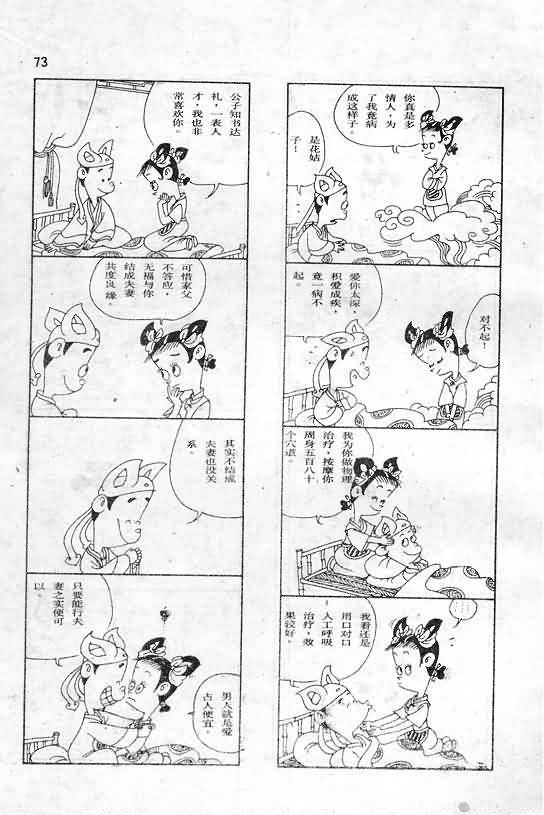 73
你真是多
情人，为
了我竟病
成这样子。
是花姑
子！
对不起！
爱你太深，
积爱成疾，
竟一病不
起。
我为你做物理
治疗，按摩你
周身五百八十
个穴道。
……
我看还是
用口对口
人工呼吸
治疗，效
果较好。
公子知书达
礼，一表人
才，我也非
常喜欢你。
可惜家父
不答应，
无福与你
结成夫妻
共度良缘。
其实不结成
夫妻也没关
系。
只要能行夫
妻之实便可
以。
男人就是爱
占人便宜。